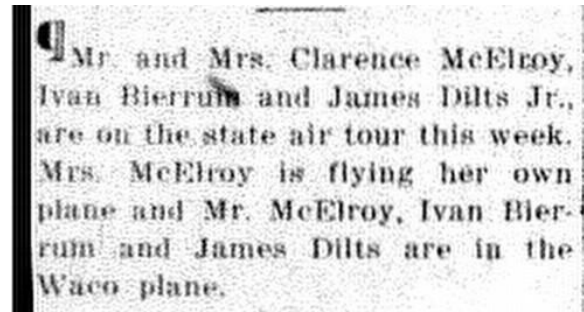 ¶Mr. and Mrs. Clarence McElroy,
Ivan Bierrum and James Dilts Jr.,
are on the state air tour this week.
Mrs. McElroy is flying her own
plane and Mr. McElroy, Ivan Bier-
rum and James Dilts are in the
Waco plane.